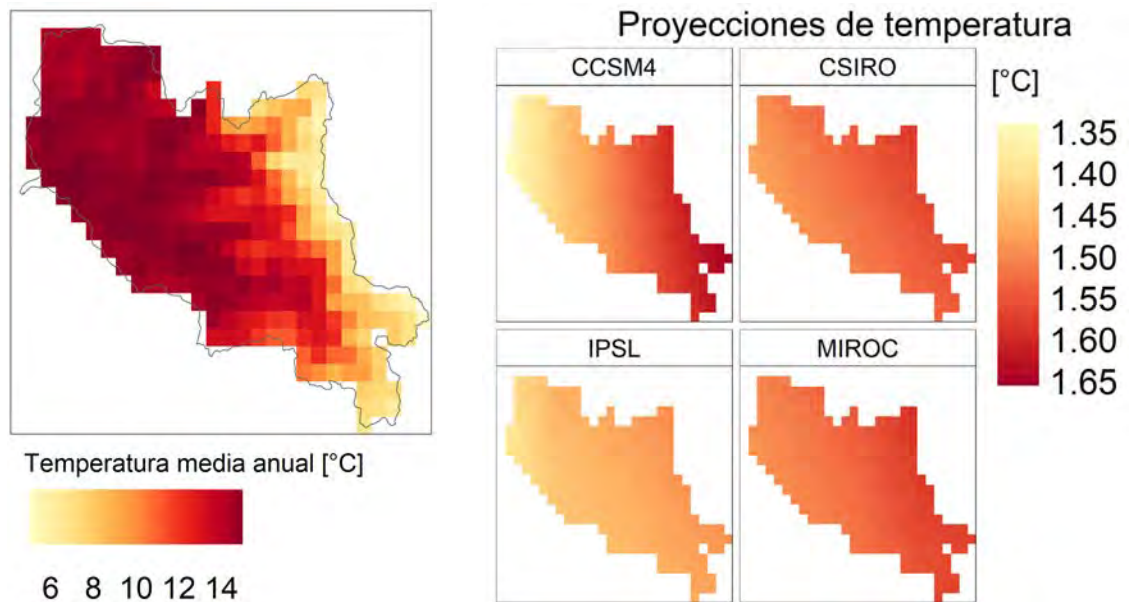 Proyecciones de temperatura
CCSM4
CSIRO
[°C]
1.35
1.40
1.45
1.50
1.55
1.60
1.65
IPSL
MIROC
Temperatura media anual [°C]
6 8 10 12 14